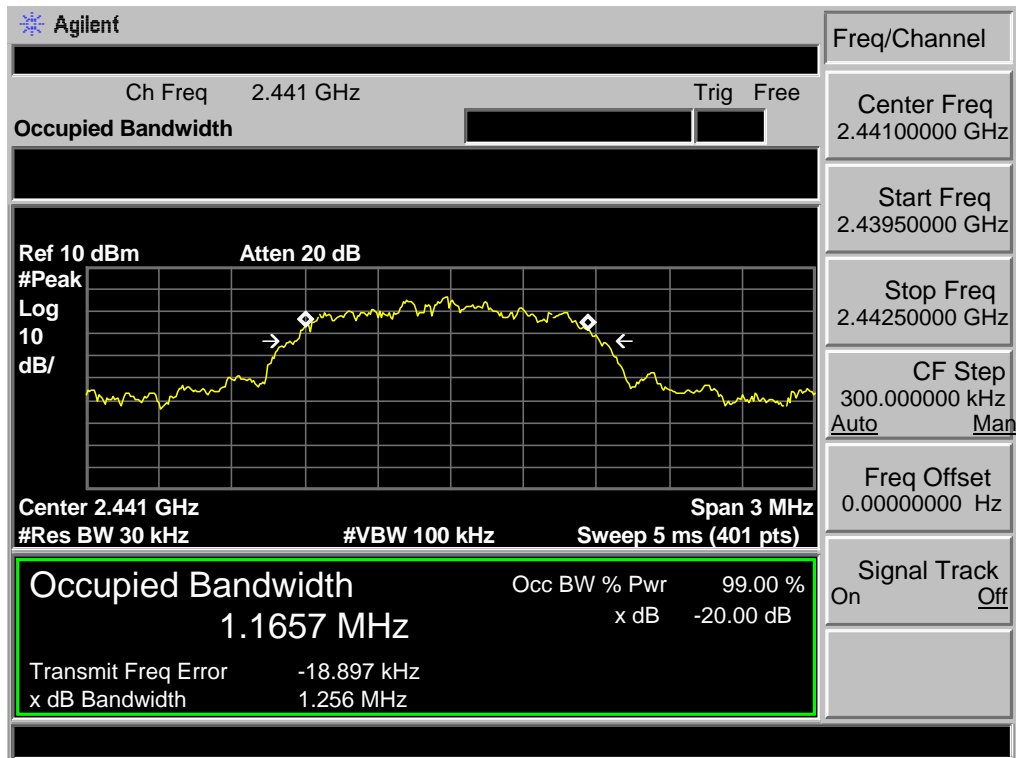 Agilent
Ch Freq 2.441 GHz Trig Free
Occupied Bandwidth
Ref 10 dBm Atten 20 dB
#Peak
Log
10
dB/
Center 2.441 GHz Span 3 MHz
#Res BW 30 kHz #VBW 100 kHz Sweep 5 ms (401 pts)
Occupied Bandwidth
1.1657 MHz
Occ BW % Pwr 99.00 %
x dB -20.00 dB
Transmit Freq Error -18.897 kHz
x dB Bandwidth 1.256 MHz
Freq/Channel
Center Freq
2.44100000 GHz
Start Freq
2.43950000 GHz
Stop Freq
2.44250000 GHz
CF Step
300.000000 kHz
Auto Man
Freq Offset
0.00000000 Hz
Signal Track
On Off